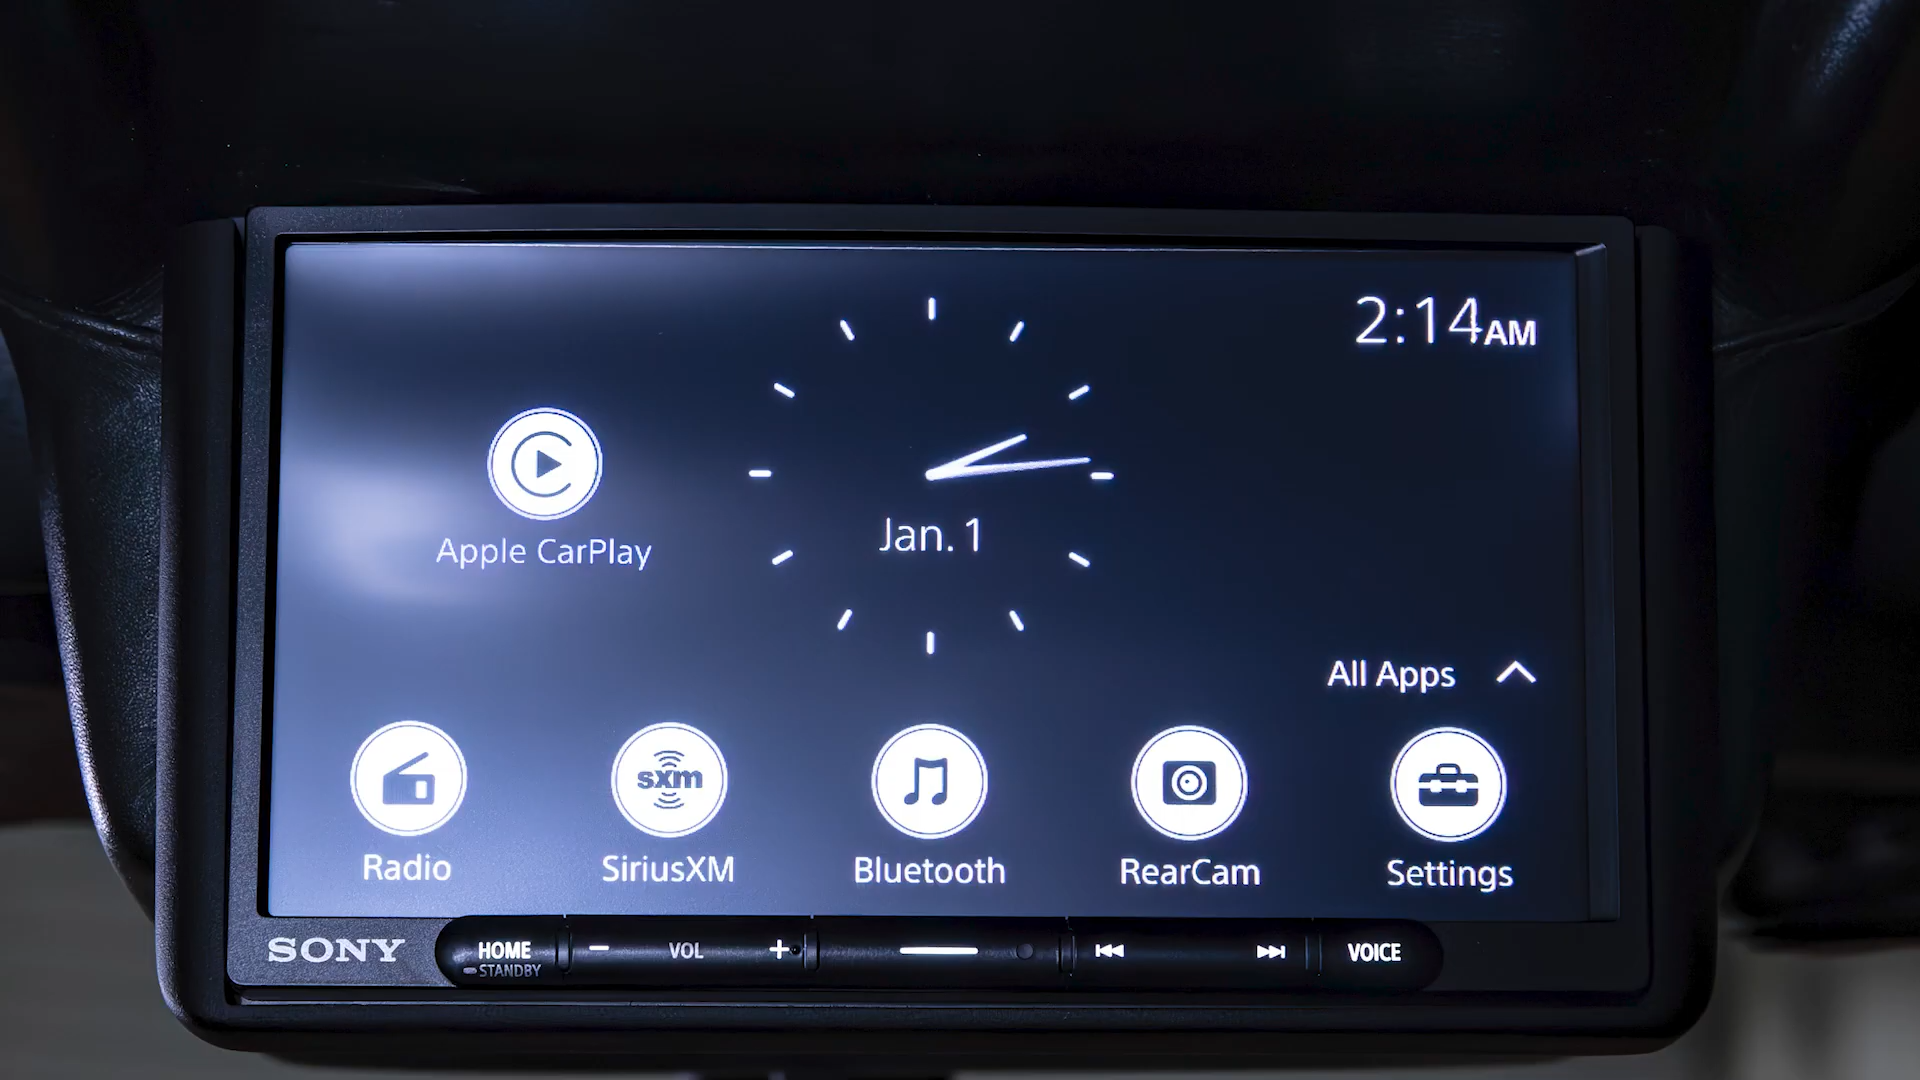 2:14AM
Apple CarPlay
Jan. 1
All Apps
sxm
Radio
SiriusXM
Bluetooth
RearCam
Settings
SONY
HOME
STANDBY
− VOL +
VOICE